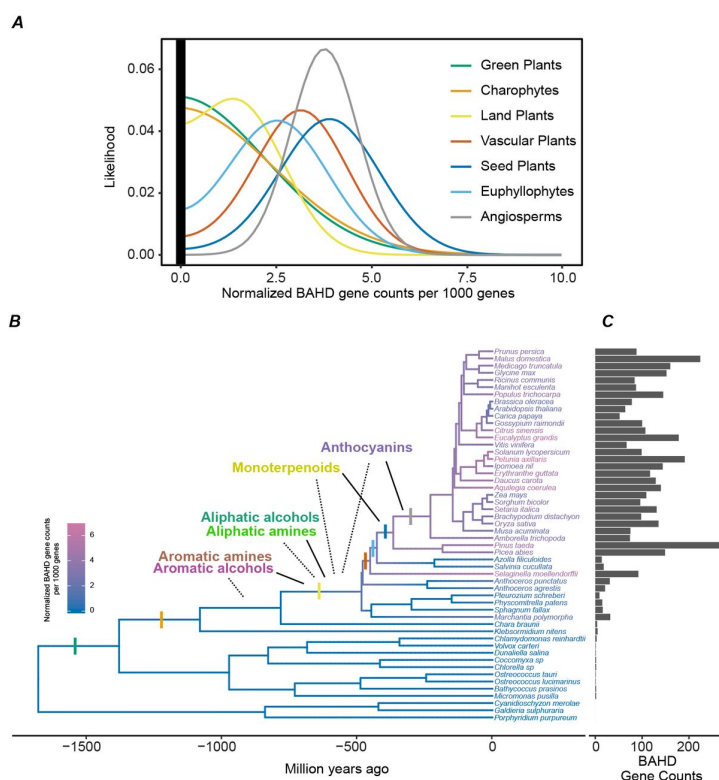 A
0.06
0.04
0.02
0.00
Likelihood
Green Plants
Charophytes
Land Plants
Vascular Plants
Seed Plants
Euphyllophytes
Angiosperms
0.0 2.5 5.0 7.5 10.0
Normalized BAHD gene counts per 1000 genes
B
C
Anthocyanins
Monoterpenoids
Aliphatic alcohols
Aliphatic amines
Aromatic amines
Aromatic alcohols
Normalized BAHD gene counts
per 1000 genes
6
4
2
0
Prunus persica
Malus domestica
Medicago truncatula
Glycine max
Ricinus communis
Manihot esculenta
Populus trichocarpa
Brassica oleracea
Arabidopsis thaliana
Carica papaya
Gossypium raimondii
Citrus sinensis
Eucalyptus grandis
Vitis vinifera
Solanum lycopersicum
Petunia axillaris
Ipomoea nil
Erythranthe guttata
Daucus carota
Aquilegia coerulea
Zea mays
Sorghum bicolor
Setaria italica
Brachypodium distachyon
Oryza sativa
Musa acuminata
Amborella trichopoda
Pinus taeda
Picea abies
Azolla filiculoides
Salvinia cucullata
Selaginella moellendorffii
Anthoceros punctatus
Anthoceros agrestis
Pleurozium schreberi
Physcomitrella patens
Sphagnum fallax
Marchantia polymorpha
Chara braunii
Klebsormidium nitens
Chlamydomonas reinhardtii
Volvox carteri
Dunaliella salina
Coccomyxa sp
Chlorella sp
Ostreococcus tauri
Ostreococcus lucimarinus
Bathycoccus prasinos
Micromonas pusilla
Cyanidioschyzon merolae
Galdieria sulphuraria
Porphyridium purpureum
−1500 −1000 −500 0
Million years ago
0 100 200
BAHD
Gene Counts